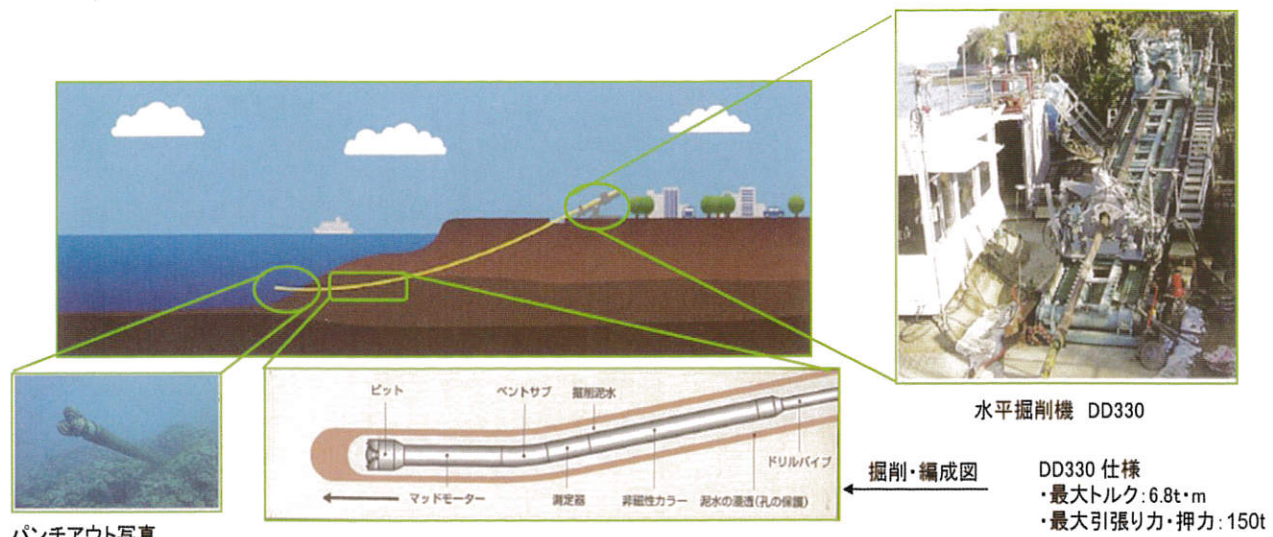 水平掘削機 DD330
ビット
ベントサブ
掘削泥水
ドリルパイプ
マッドモーター
測定器
非磁性カラー
泥水の浸透(孔の保護)
掘削・編成図
DD330 仕様
・最大トルク:6.8t・m
・最大引張り力・押力:150t
パンチアウト写真